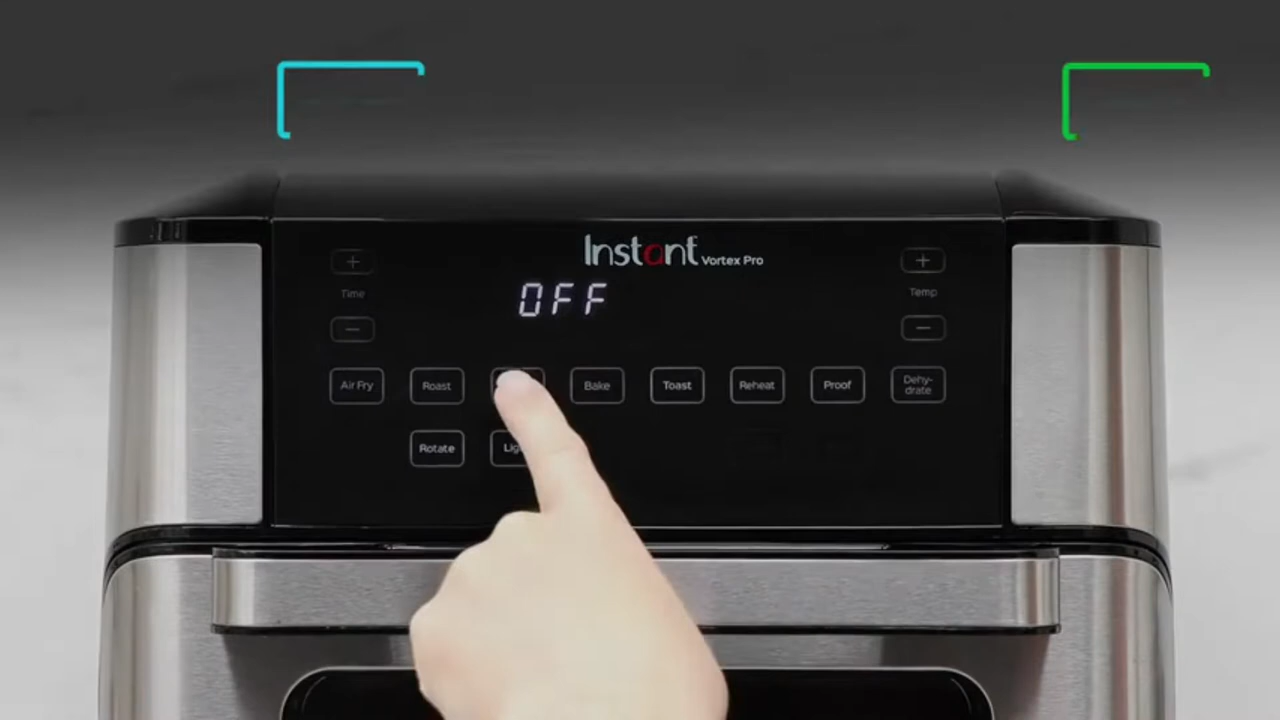 Instant Vortex Pro
+ +
OFF
Time Temp
− −
Air Fry Roast Bake Toast Reheat Proof Dehy-
drate
Rotate